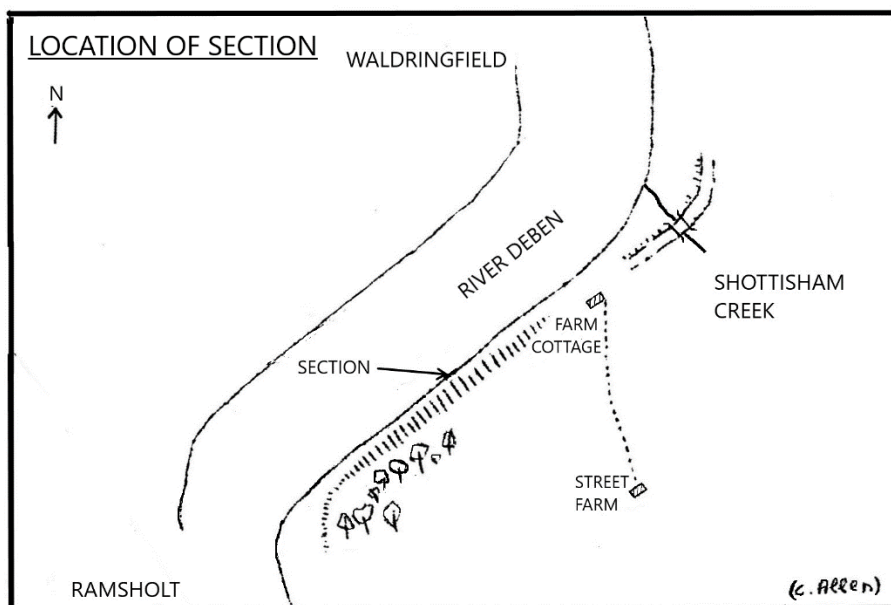 LOCATION OF SECTION
WALDRINGFIELD
N
RIVER DEBEN
SHOTTISHAM
CREEK
FARM
COTTAGE
SECTION
STREET
FARM
RAMSHOLT
(C. Allen)